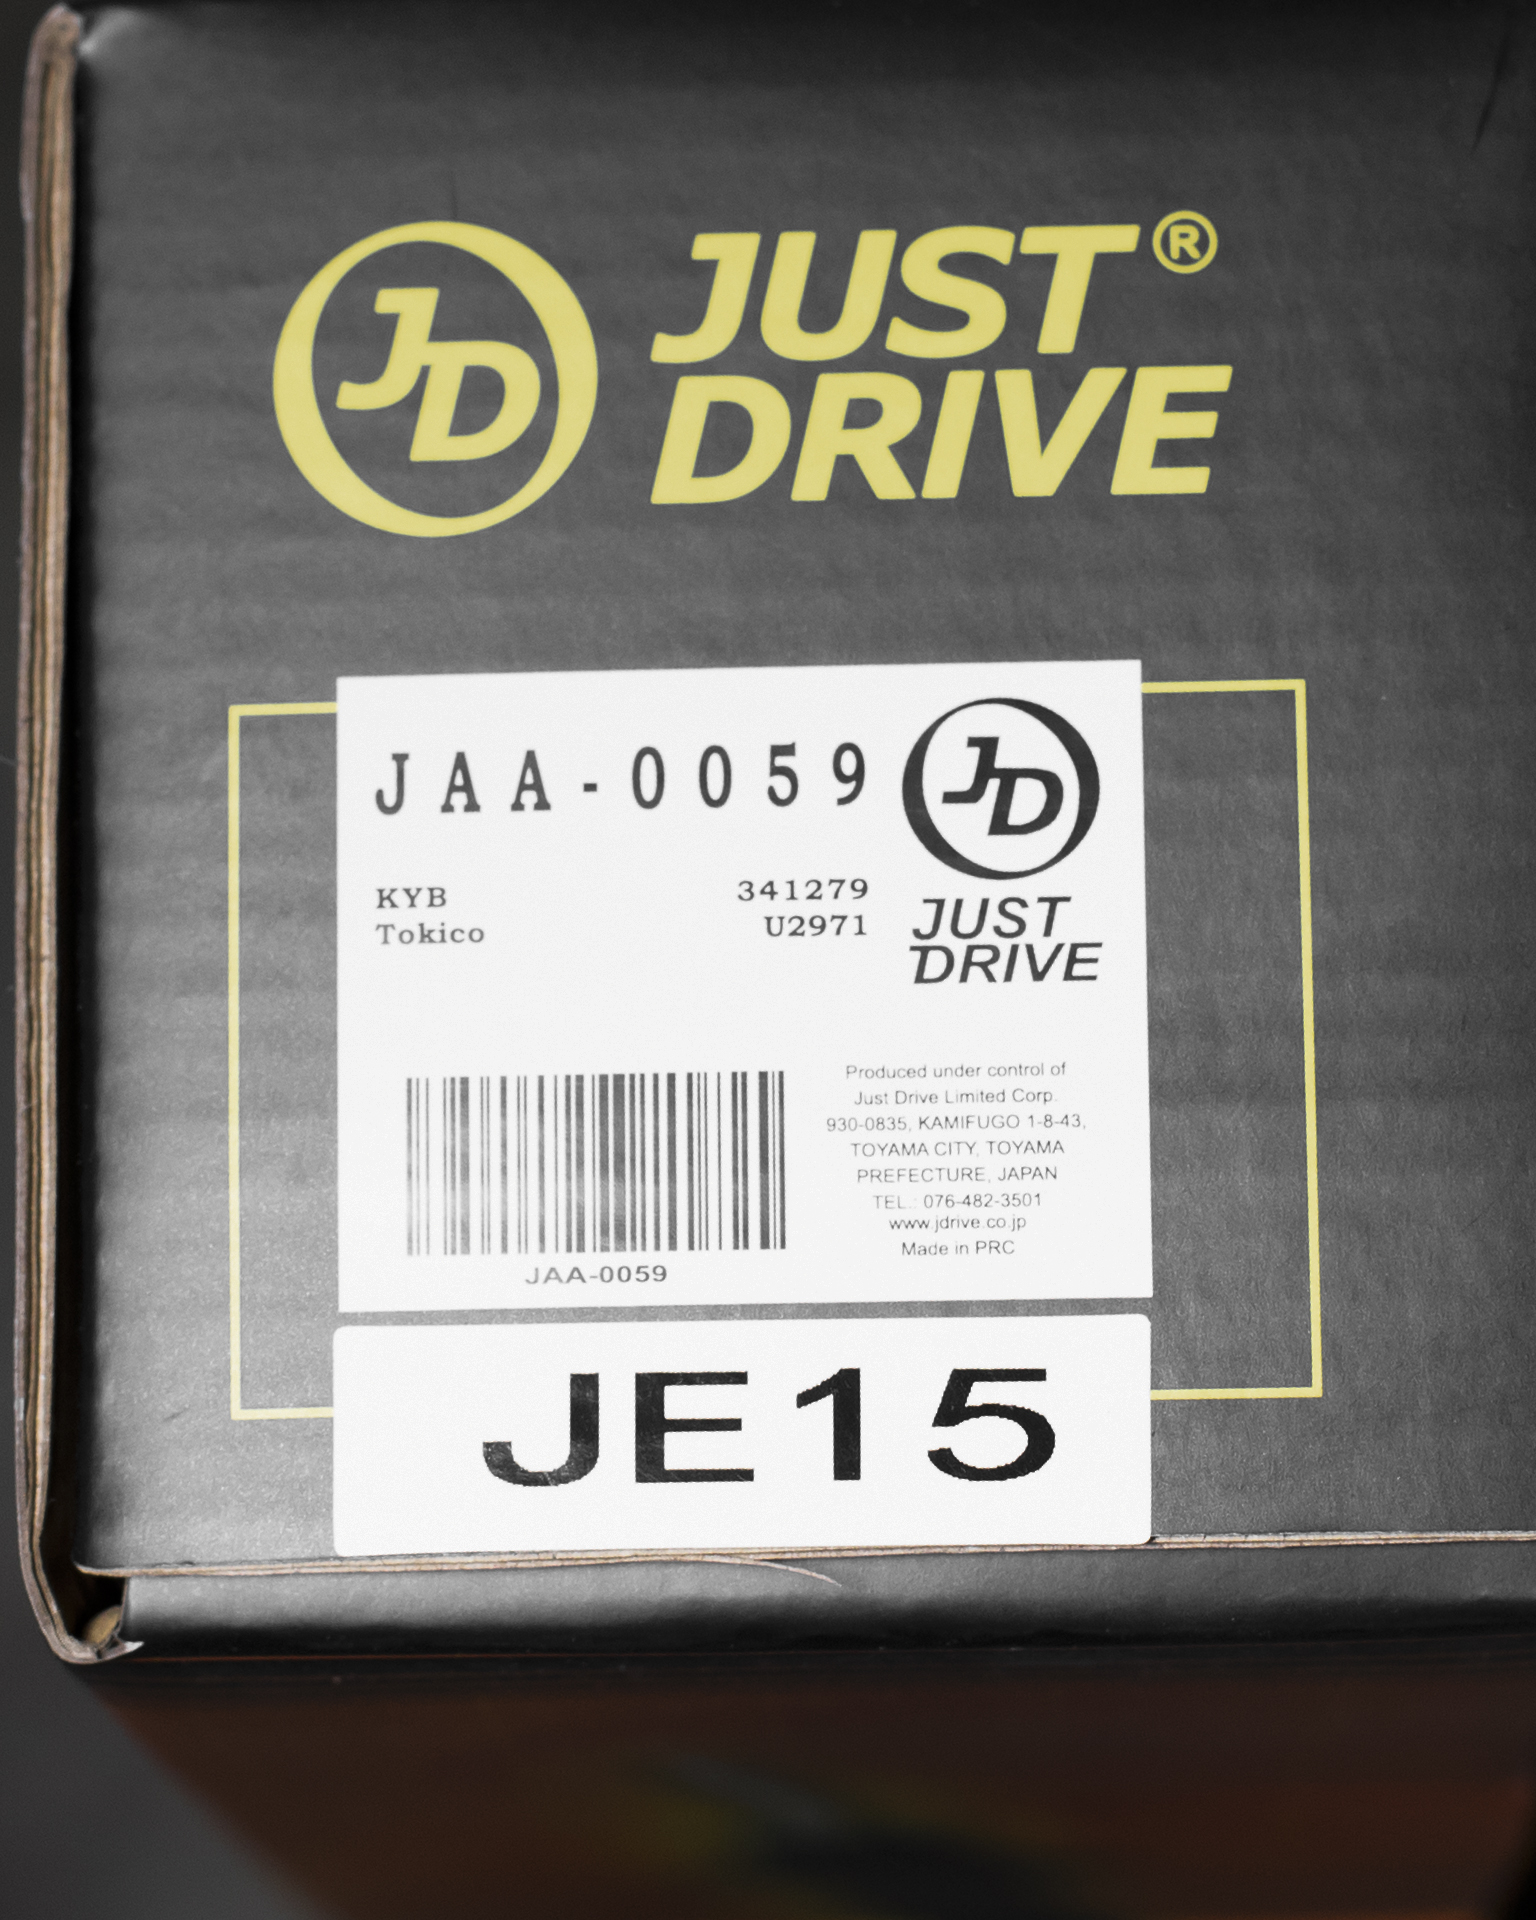 JD
JUST®
DRIVE
JAA-0059
JD
KYB 341279
Tokico U2971
JUST
DRIVE
Produced under control of
Just Drive Limited Corp.
930-0835, KAMIFUGO 1-8-43,
TOYAMA CITY, TOYAMA
PREFECTURE, JAPAN
TEL.: 076-482-3501
www.jdrive.co.jp
Made in PRC
JAA-0059
JE15